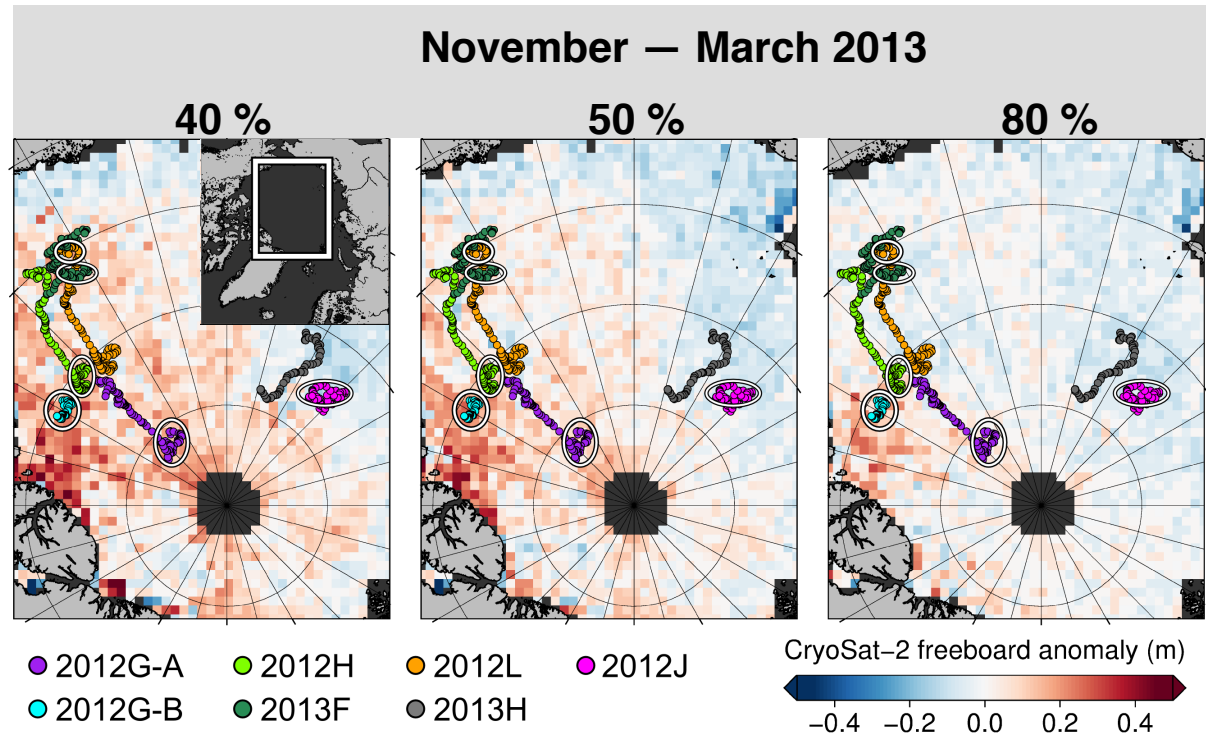 November — March 2013
40 % 50 % 80 %
2012G-A 2012H 2012L 2012J
2012G-B 2013F 2013H
CryoSat−2 freeboard anomaly (m)
−0.4 −0.2 0.0 0.2 0.4